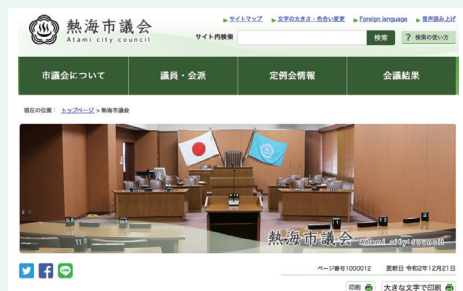 熱海市議会
Atami city council
サイトマップ 文字の大きさ・色合い変更 Foreign language 音声読み上げ
サイト内検索 検索 ? 検索の使い方
市議会について 議員・会派 定例会情報 会議結果
現在の位置： トップページ > 熱海市議会
熱海市議会 Atami city council
ページ番号1000012 更新日 令和2年12月21日
印刷 大きな文字で印刷